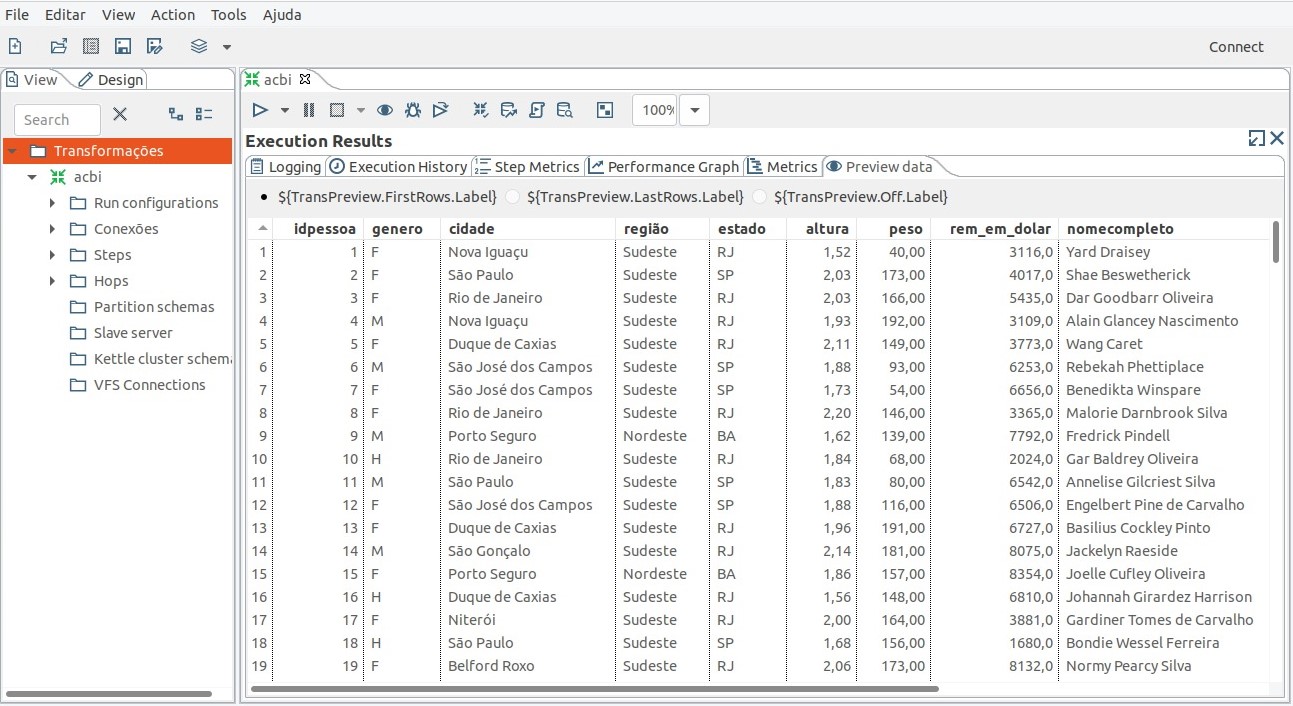 File Editar View Action Tools Ajuda
Connect
View Design
Search
Transformações
acbi
Run configurations
Conexões
Steps
Hops
Partition schemas
Slave server
Kettle cluster schema
VFS Connections
acbi
100%
Execution Results
Logging Execution History Step Metrics Performance Graph Metrics Preview data
${TransPreview.FirstRows.Label} ${TransPreview.LastRows.Label} ${TransPreview.Off.Label}
idpessoa genero cidade região estado altura peso rem_em_dolar nomecompleto
1 1 F Nova Iguaçu Sudeste RJ 1,52 40,00 3116,0 Yard Draisey
2 2 F São Paulo Sudeste SP 2,03 173,00 4017,0 Shae Beswetherick
3 3 F Rio de Janeiro Sudeste RJ 2,03 166,00 5435,0 Dar Goodbarr Oliveira
4 4 M Nova Iguaçu Sudeste RJ 1,93 192,00 3109,0 Alain Glancey Nascimento
5 5 F Duque de Caxias Sudeste RJ 2,11 149,00 3773,0 Wang Caret
6 6 M São José dos Campos Sudeste SP 1,88 93,00 6253,0 Rebekah Phettiplace
7 7 F São José dos Campos Sudeste SP 1,73 54,00 6656,0 Benedikta Winspare
8 8 F Rio de Janeiro Sudeste RJ 2,20 146,00 3365,0 Malorie Darnbrook Silva
9 9 M Porto Seguro Nordeste BA 1,62 139,00 7792,0 Fredrick Pindell
10 10 H Rio de Janeiro Sudeste RJ 1,84 68,00 2024,0 Gar Baldrey Oliveira
11 11 M São Paulo Sudeste SP 1,83 80,00 6542,0 Annelise Gilcriest Silva
12 12 F São José dos Campos Sudeste SP 1,88 116,00 6506,0 Engelbert Pine de Carvalho
13 13 F Duque de Caxias Sudeste RJ 1,96 191,00 6727,0 Basilius Cockley Pinto
14 14 M São Gonçalo Sudeste RJ 2,14 181,00 8075,0 Jackelyn Raeside
15 15 F Porto Seguro Nordeste BA 1,86 157,00 8354,0 Joelle Cufley Oliveira
16 16 H Duque de Caxias Sudeste RJ 1,56 148,00 6810,0 Johannah Girardez Harrison
17 17 F Niterói Sudeste RJ 2,00 164,00 3881,0 Gardiner Tomes de Carvalho
18 18 H São Paulo Sudeste SP 1,68 156,00 1680,0 Bondie Wessel Ferreira
19 19 F Belford Roxo Sudeste RJ 2,06 173,00 8132,0 Normy Pearcy Silva